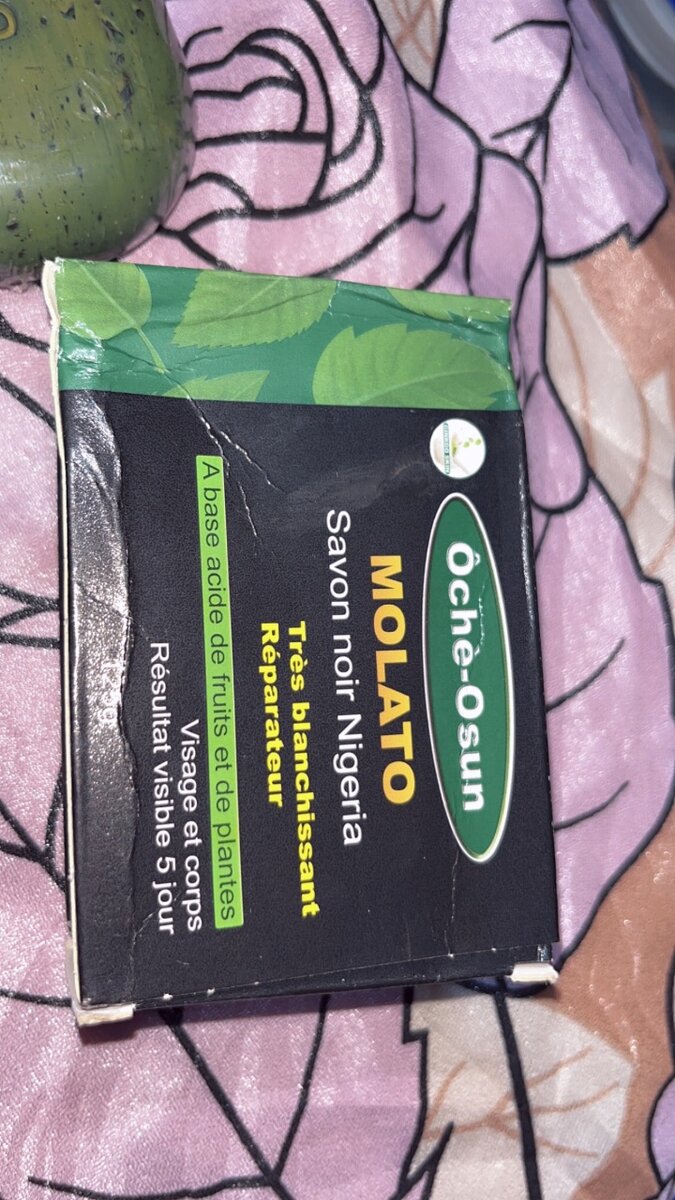 Ôchè-Osun
MOLATO
Savon noir Nigeria
Très blanchissant
Réparateur
A base acide de fruits et de plantes
Visage et corps
Résultat visible 5 jour